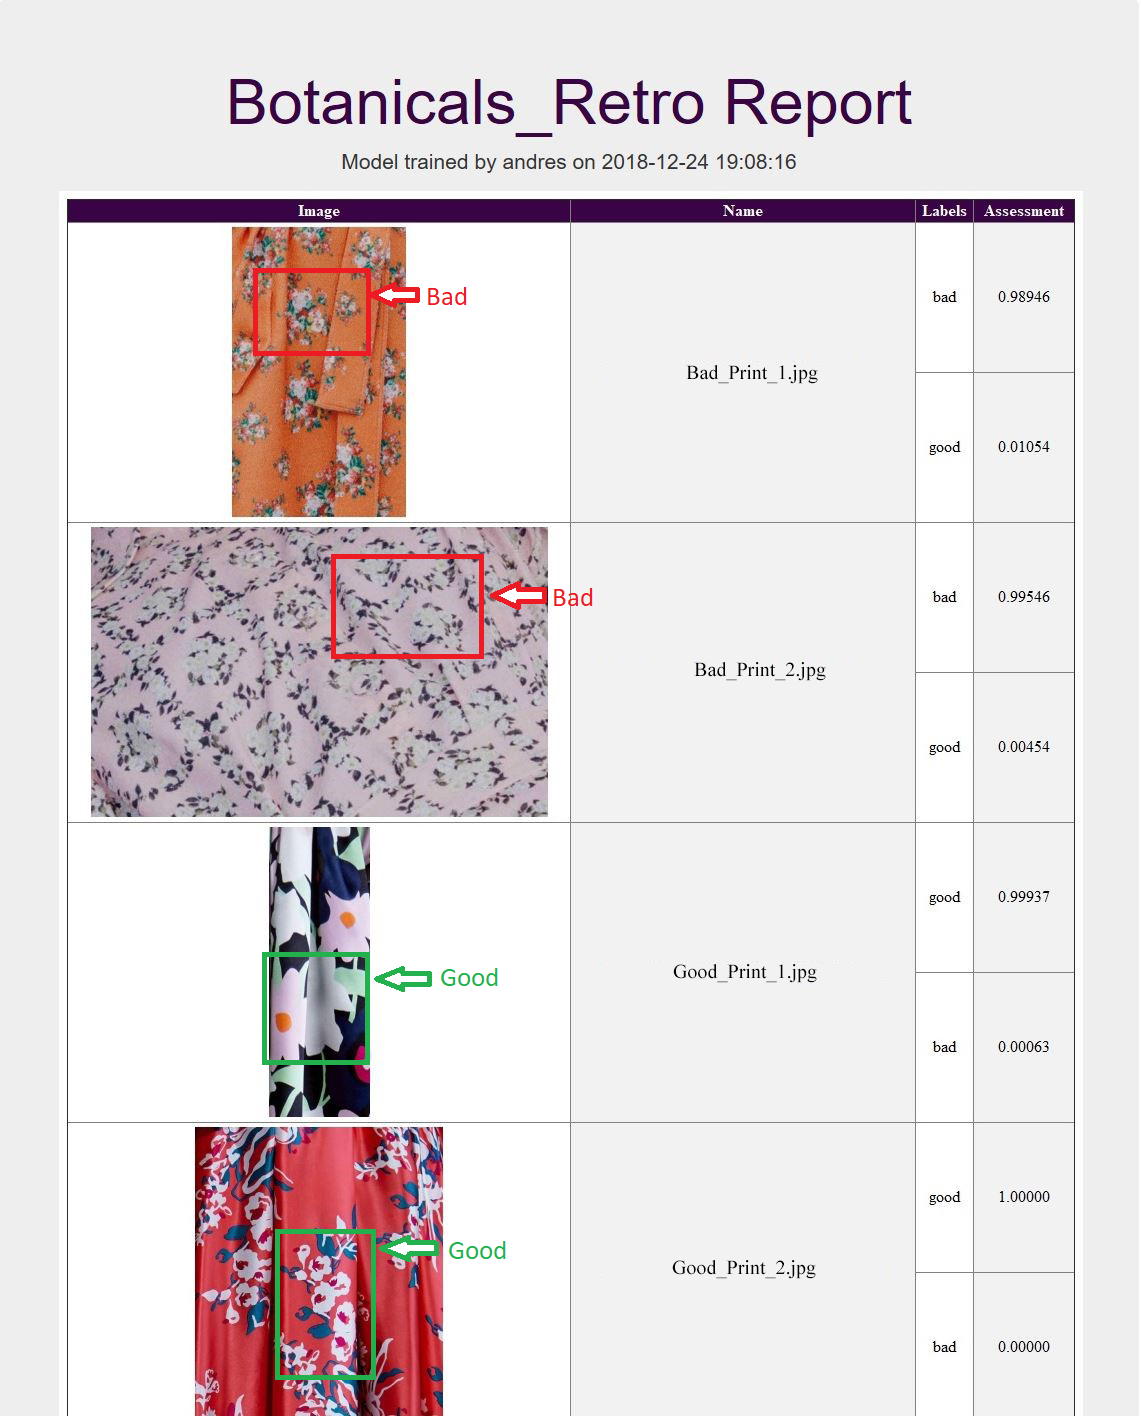 Botanicals_Retro Report
Model trained by andres on 2018-12-24 19:08:16
Image Name Labels Assessment
Bad
bad 0.98946
Bad_Print_1.jpg
good 0.01054
Bad
bad 0.99546
Bad_Print_2.jpg
good 0.00454
good 0.99937
Good
Good_Print_1.jpg
bad 0.00063
good 1.00000
Good
Good_Print_2.jpg
bad 0.00000